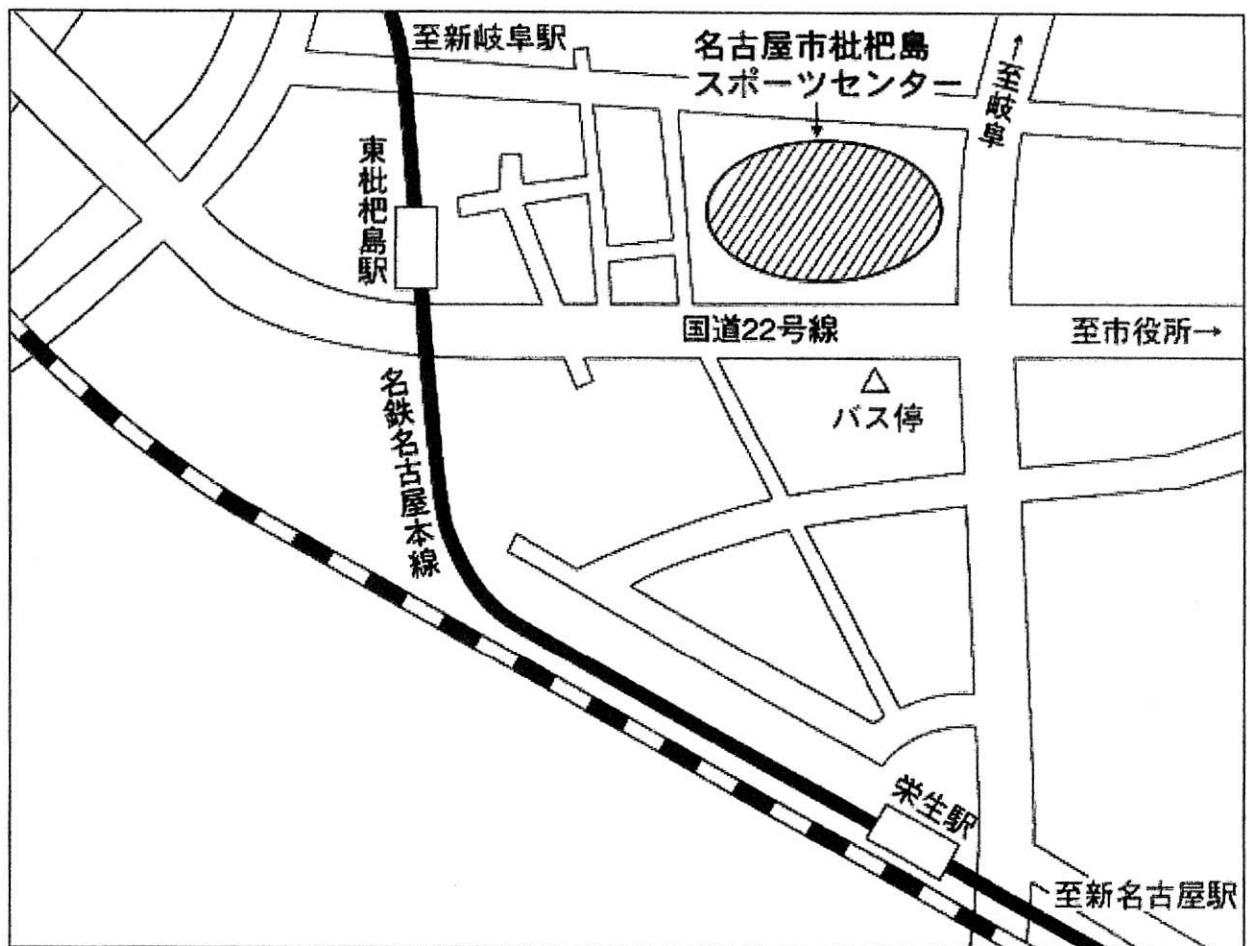 至新岐阜駅
名古屋市枇杷島
スポーツセンター
↑至岐阜
東枇杷島駅
国道22号線
至市役所→
バス停
名鉄名古屋本線
栄生駅
至新名古屋駅